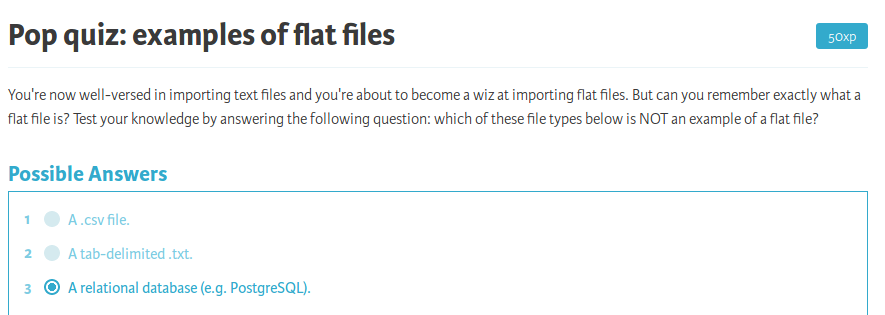 Pop quiz: examples of flat files
50xp
You're now well-versed in importing text files and you're about to become a wiz at importing flat files. But can you remember exactly what a
flat file is? Test your knowledge by answering the following question: which of these file types below is NOT an example of a flat file?
Possible Answers
1 A .csv file.
2 A tab-delimited .txt.
3 A relational database (e.g. PostgreSQL).